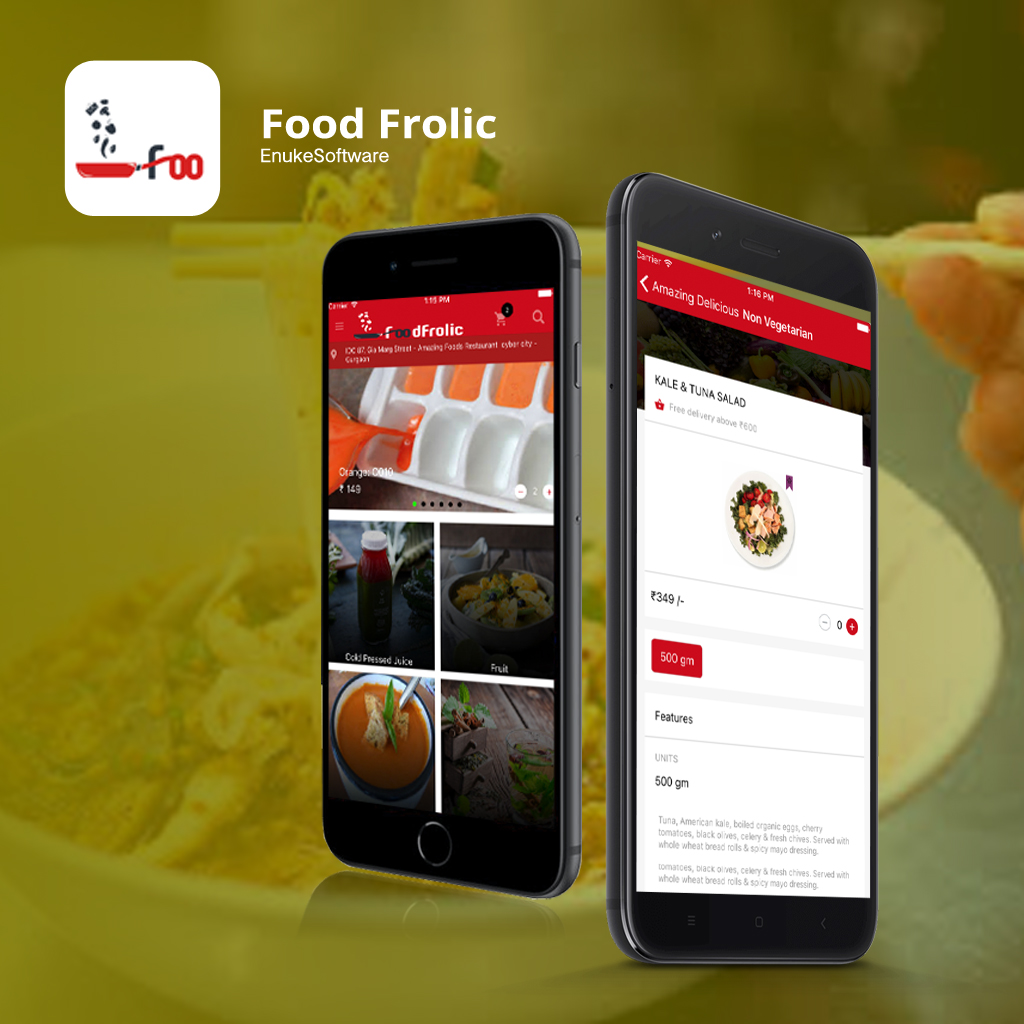 foo
Food Frolic
EnukeSoftware
Carrier
1:15 PM
2
FoodFrolic
IOC 87, Gia Marg Street - Amazing Foods Restaurant cyber city -
Gurgaon
Orange: C010
₹ 149
2
Cold Pressed Juice
Fruit
Carrier
1:16 PM
Amazing Delicious Non Vegetarian
KALE & TUNA SALAD
Free delivery above ₹600
₹349 /-
0
500 gm
Features
UNITS
500 gm
Tuna, American kale, boiled organic eggs, cherry
tomatoes, black olives, celery & fresh chives. Served with
whole wheat bread rolls & spicy mayo dressing.
tomatoes, black olives, celery & fresh chives. Served with
whole wheat bread rolls & spicy mayo dressing.